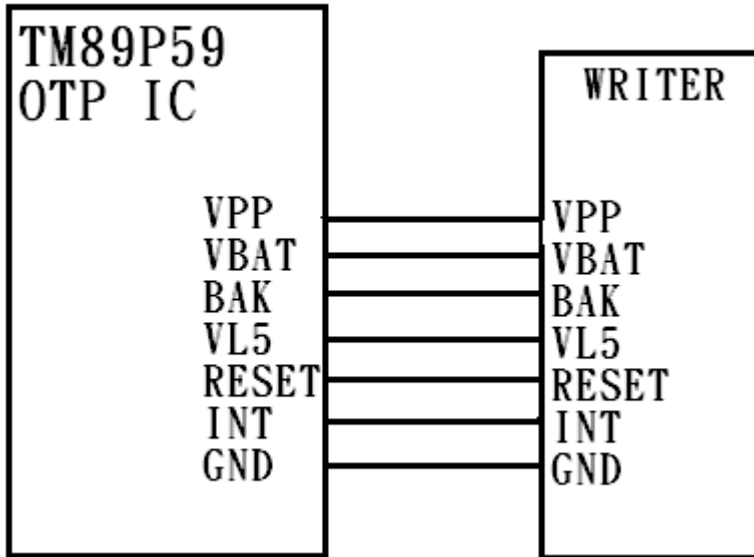 TM89P59
OTP IC
WRITER
VPP
VBAT
BAK
VL5
RESET
INT
GND
VPP
VBAT
BAK
VL5
RESET
INT
GND